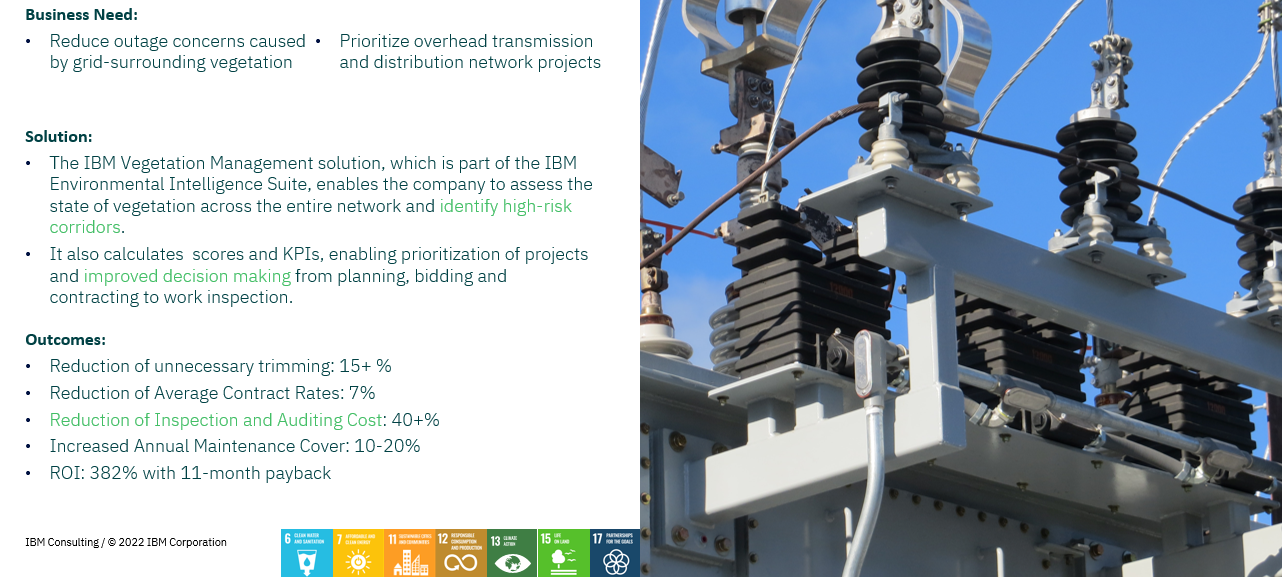 Business Need:
• Reduce outage concerns caused
by grid-surrounding vegetation
• Prioritize overhead transmission
and distribution network projects
Solution:
• The IBM Vegetation Management solution, which is part of the IBM
Environmental Intelligence Suite, enables the company to assess the
state of vegetation across the entire network and identify high-risk
corridors.
• It also calculates  scores and KPIs, enabling prioritization of projects
and improved decision making from planning, bidding and
contracting to work inspection.
Outcomes:
• Reduction of unnecessary trimming: 15+ %
• Reduction of Average Contract Rates: 7%
• Reduction of Inspection and Auditing Cost: 40+%
• Increased Annual Maintenance Cover: 10-20%
• ROI: 382% with 11-month payback
IBM Consulting / © 2022 IBM Corporation
6 CLEAN WATER
AND SANITATION
7 AFFORDABLE AND
CLEAN ENERGY
11 SUSTAINABLE CITIES
AND COMMUNITIES
12 RESPONSIBLE
CONSUMPTION
AND PRODUCTION
13 CLIMATE
ACTION
15 LIFE
ON LAND
17 PARTNERSHIPS
FOR THE GOALS